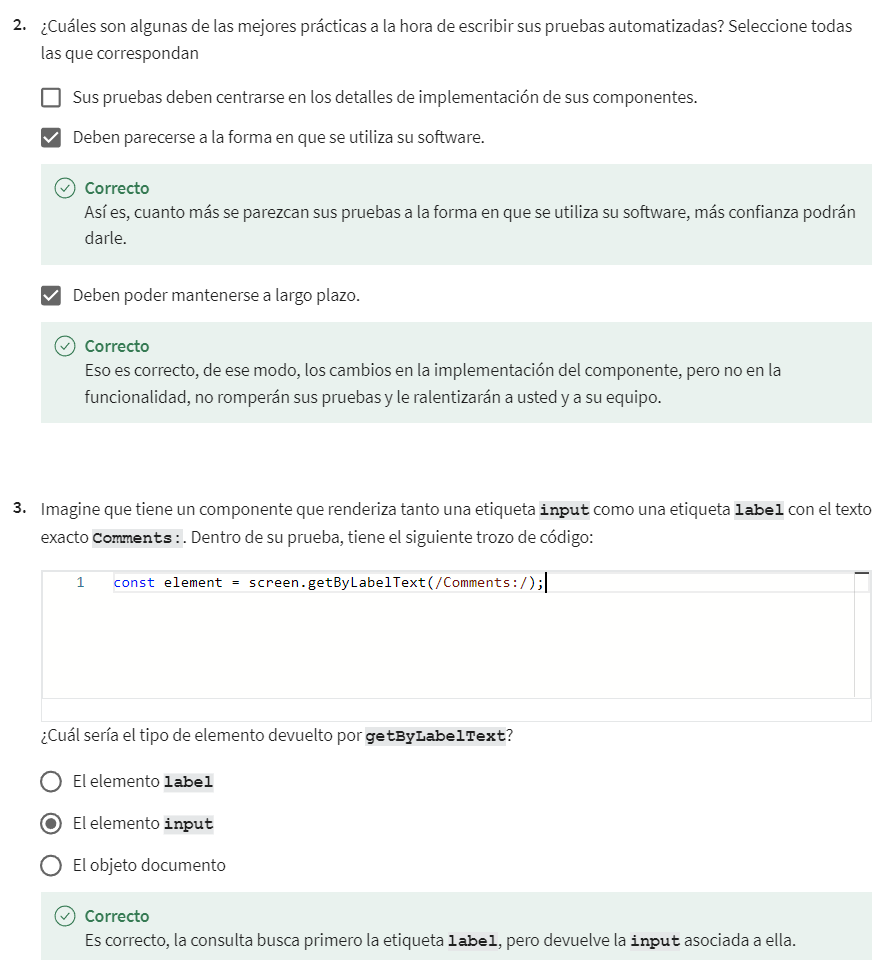 2. ¿Cuáles son algunas de las mejores prácticas a la hora de escribir sus pruebas automatizadas? Seleccione todas
las que correspondan
Sus pruebas deben centrarse en los detalles de implementación de sus componentes.
Deben parecerse a la forma en que se utiliza su software.
Correcto
Así es, cuanto más se parezcan sus pruebas a la forma en que se utiliza su software, más confianza podrán
darle.
Deben poder mantenerse a largo plazo.
Correcto
Eso es correcto, de ese modo, los cambios en la implementación del componente, pero no en la
funcionalidad, no romperán sus pruebas y le ralentizarán a usted y a su equipo.
3. Imagine que tiene un componente que renderiza tanto una etiqueta input como una etiqueta label con el texto
exacto Comments:. Dentro de su prueba, tiene el siguiente trozo de código:
1 const element = screen.getByLabelText(/Comments:/);
¿Cuál sería el tipo de elemento devuelto por getByLabelText?
El elemento label
El elemento input
El objeto documento
Correcto
Es correcto, la consulta busca primero la etiqueta label, pero devuelve la input asociada a ella.